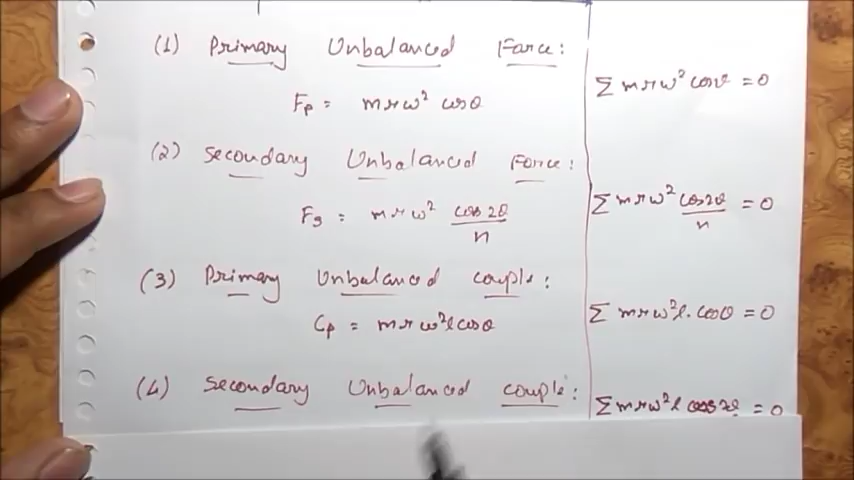 (1) Primary Unbalanced Force:
Fp = mrω² cosθ
∑ mrω² cosθ = 0
(2) Secondary Unbalanced Force:
Fs = mrω² cos2θ/n
∑ mrω² cos2θ/n = 0
(3) Primary Unbalanced couple:
Cp = mrω²l cosθ
∑ mrω²l. cosθ = 0
(4) Secondary Unbalanced couple:
∑ mrω²l cos2θ = 0